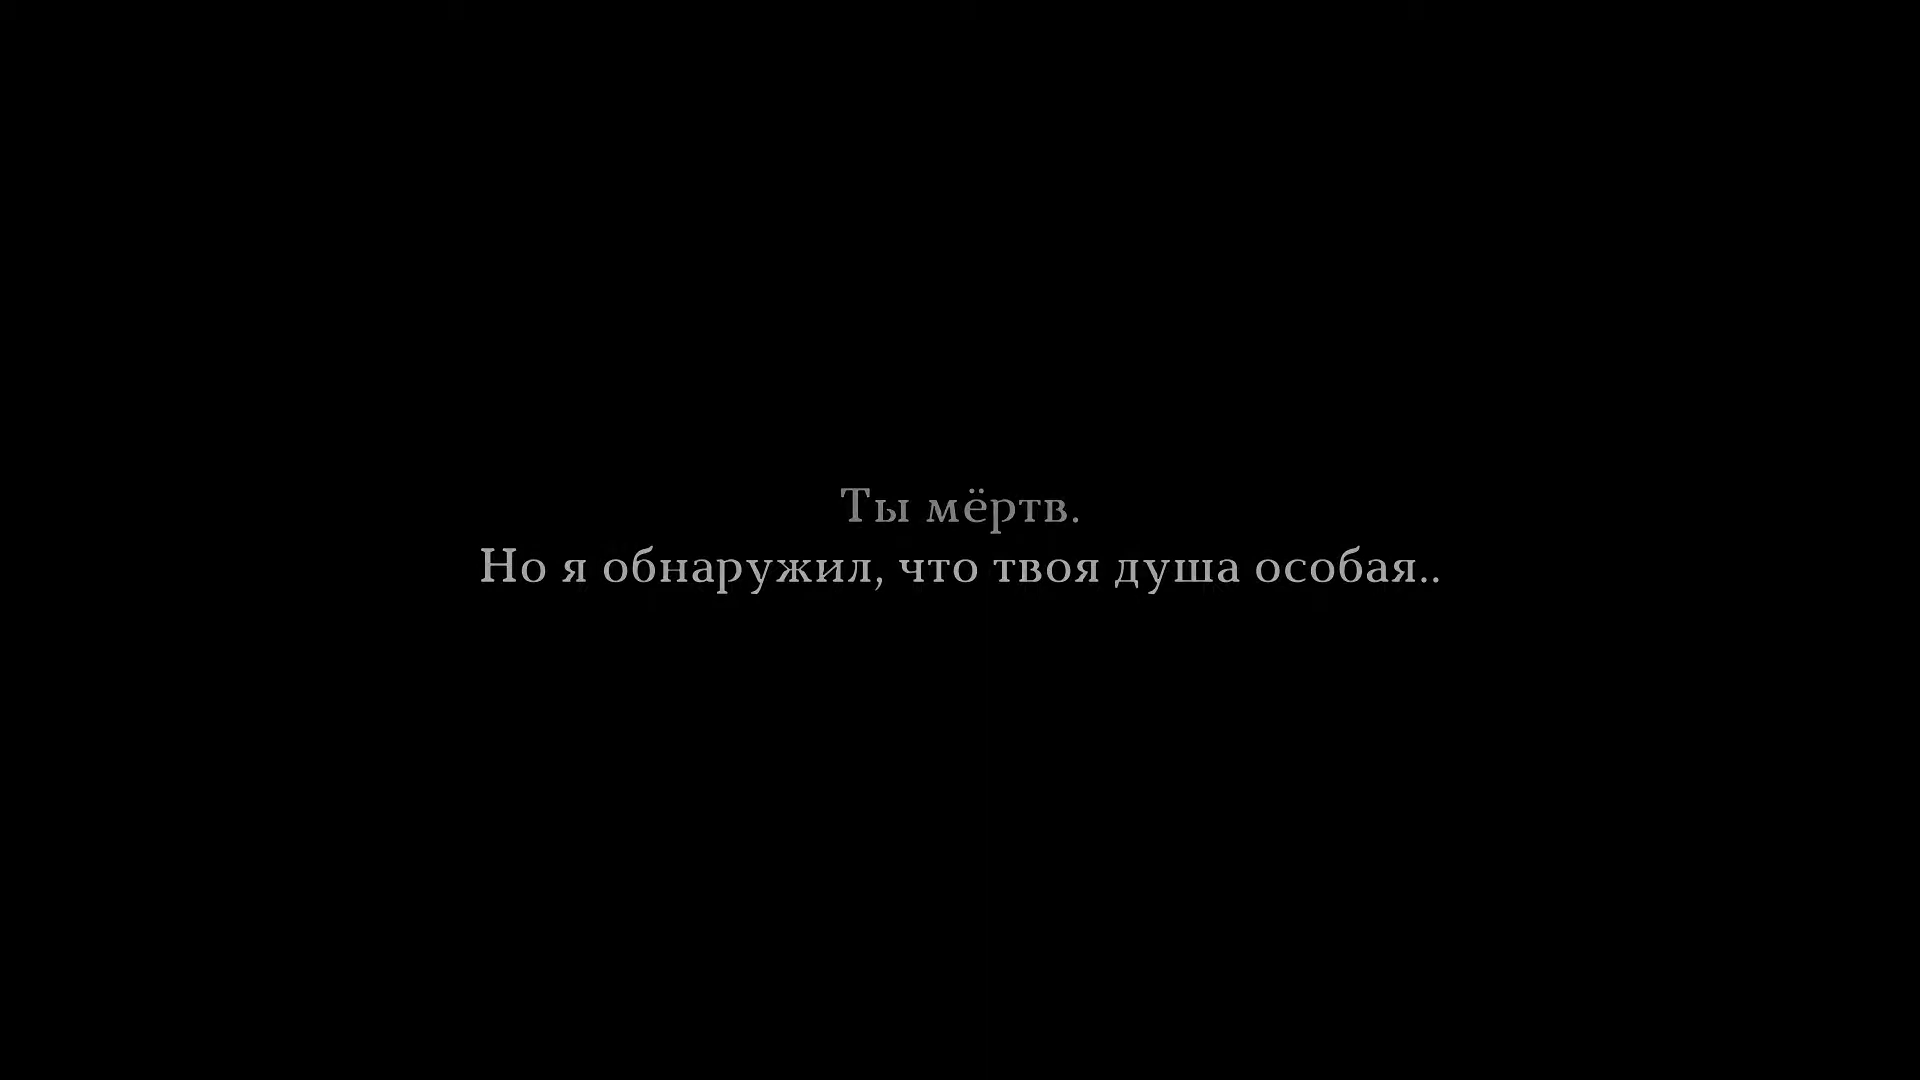 Ты мёртв.
Но я обнаружил, что твоя душа особая..